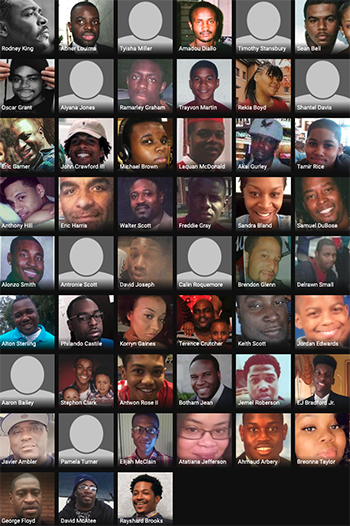 Rodney King
Abner Louima
Tyisha Miller
Amadou Diallo
Timothy Stansbury
Sean Bell
Oscar Grant
Aiyana Jones
Ramarley Graham
Trayvon Martin
Rekia Boyd
Shantel Davis
Eric Garner
John Crawford III
Michael Brown
Laquan McDonald
Akai Gurley
Tamir Rice
Anthony Hill
Eric Harris
Walter Scott
Freddie Gray
Sandra Bland
Samuel DuBose
Alonzo Smith
Antronie Scott
David Joseph
Calin Roquemore
Brendon Glenn
Delrawn Small
Alton Sterling
Philando Castile
Korryn Gaines
Terence Crutcher
Keith Scott
Jordan Edwards
Aaron Bailey
Stephon Clark
Antwon Rose II
Botham Jean
Jemel Roberson
EJ Bradford Jr.
Javier Ambler
Pamela Turner
Elijah McClain
Atatiana Jefferson
Ahmaud Arbery
Breonna Taylor
George Floyd
David McAtee
Rayshard Brooks